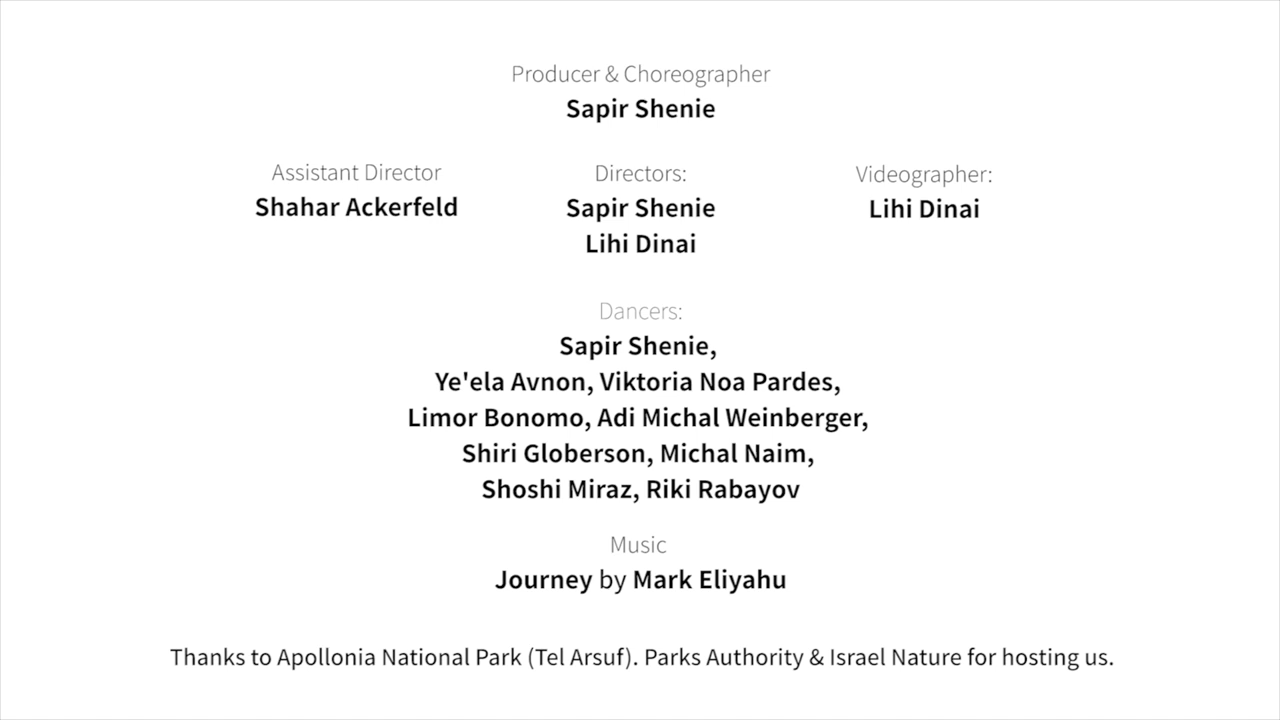 Producer & Choreographer
Sapir Shenie
Assistant Director
Shahar Ackerfeld
Directors:
Sapir Shenie
Lihi Dinai
Videographer:
Lihi Dinai
Dancers:
Sapir Shenie,
Ye'ela Avnon, Viktoria Noa Pardes,
Limor Bonomo, Adi Michal Weinberger,
Shiri Globerson, Michal Naim,
Shoshi Miraz, Riki Rabayov
Music
Journey by Mark Eliyahu
Thanks to Apollonia National Park (Tel Arsuf). Parks Authority & Israel Nature for hosting us.